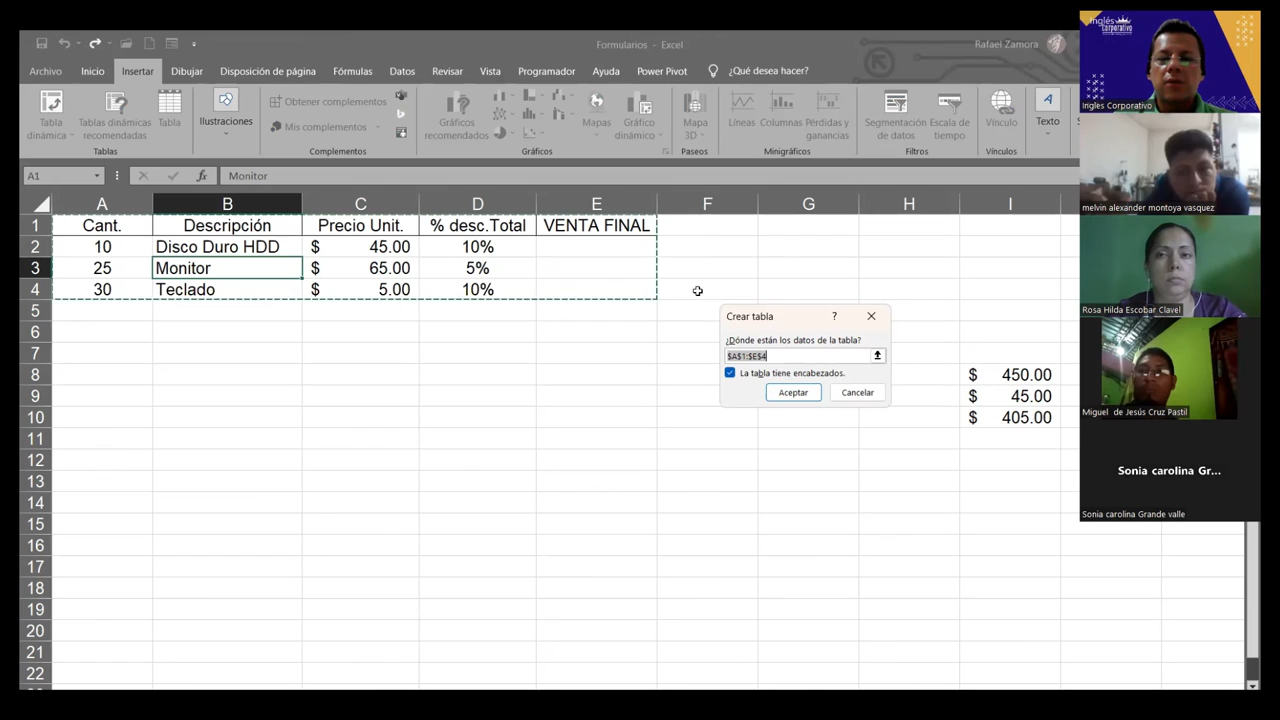 Formularios - Excel
Rafael Zamora
Archivo Inicio Insertar Dibujar Disposición de página Fórmulas Datos Revisar Vista Programador Ayuda Power Pivot ¿Qué desea hacer?
Tabla dinámica
Tablas dinámicas recomendadas
Tabla
Ilustraciones
Obtener complementos
Mis complementos
Gráficos recomendados
Mapas
Gráfico dinámico
Mapa 3D
Líneas
Columnas
Pérdidas y ganancias
Segmentación de datos
Escala de tiempo
Vínculo
Texto
Tablas Complementos Gráficos Paseos Minigráficos Filtros Vínculos
A1 fx Monitor
A B C D E F G H I
1 Cant. Descripción Precio Unit. % desc.Total VENTA FINAL
2 10 Disco Duro HDD $ 45.00 10%
3 25 Monitor $ 65.00 5%
4 30 Teclado $ 5.00 10%
5
6
7
8 $ 450.00
9 $ 45.00
10 $ 405.00
11
12
13
14
15
16
17
18
19
20
21
22
Crear tabla ?
¿Dónde están los datos de la tabla?
$A$1:$E$4
La tabla tiene encabezados.
Aceptar Cancelar
Inglés
corporativo
Ingles Corporativo
melvin alexander montoya vasquez
Rosa Hilda Escobar Clavel
Miguel de Jesús Cruz Pastil
Sonia carolina Gr...
Sonia carolina Grande valle